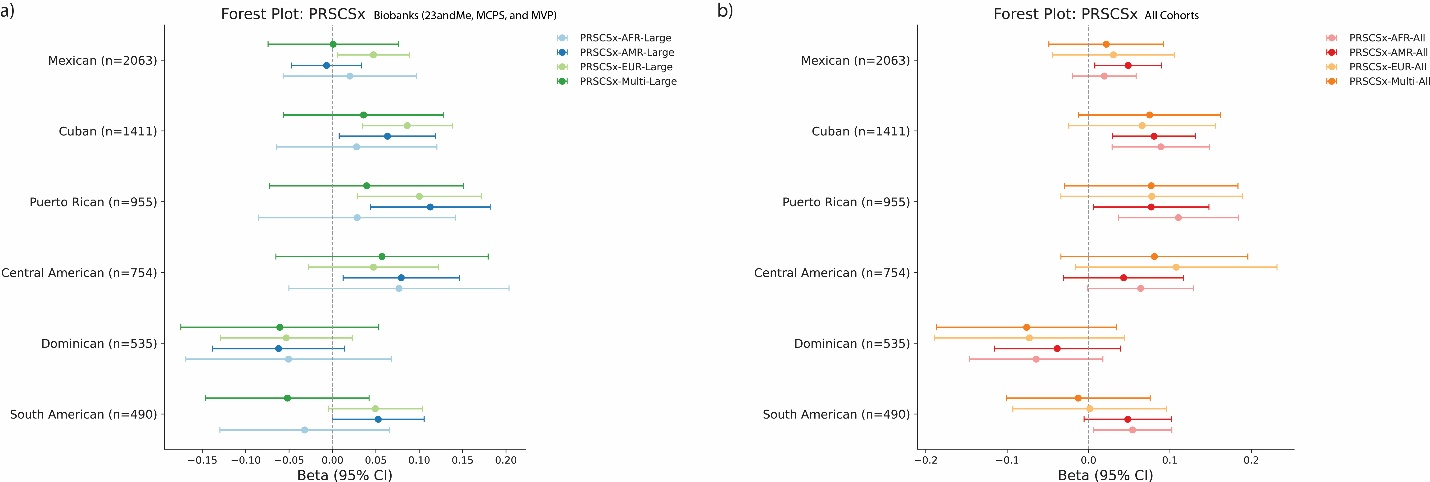 a)
Forest Plot: PRSCSx Biobanks (23andMe, MCPS, and MVP)
PRSCSx-AFR-Large
PRSCSx-AMR-Large
PRSCSx-EUR-Large
PRSCSx-Multi-Large
Mexican (n=2063)
Cuban (n=1411)
Puerto Rican (n=955)
Central American (n=754)
Dominican (n=535)
South American (n=490)
−0.15 −0.10 −0.05 0.00 0.05 0.10 0.15 0.20
Beta (95% CI)
b)
Forest Plot: PRSCSx All Cohorts
PRSCSx-AFR-All
PRSCSx-AMR-All
PRSCSx-EUR-All
PRSCSx-Multi-All
Mexican (n=2063)
Cuban (n=1411)
Puerto Rican (n=955)
Central American (n=754)
Dominican (n=535)
South American (n=490)
−0.2 −0.1 0.0 0.1 0.2
Beta (95% CI)